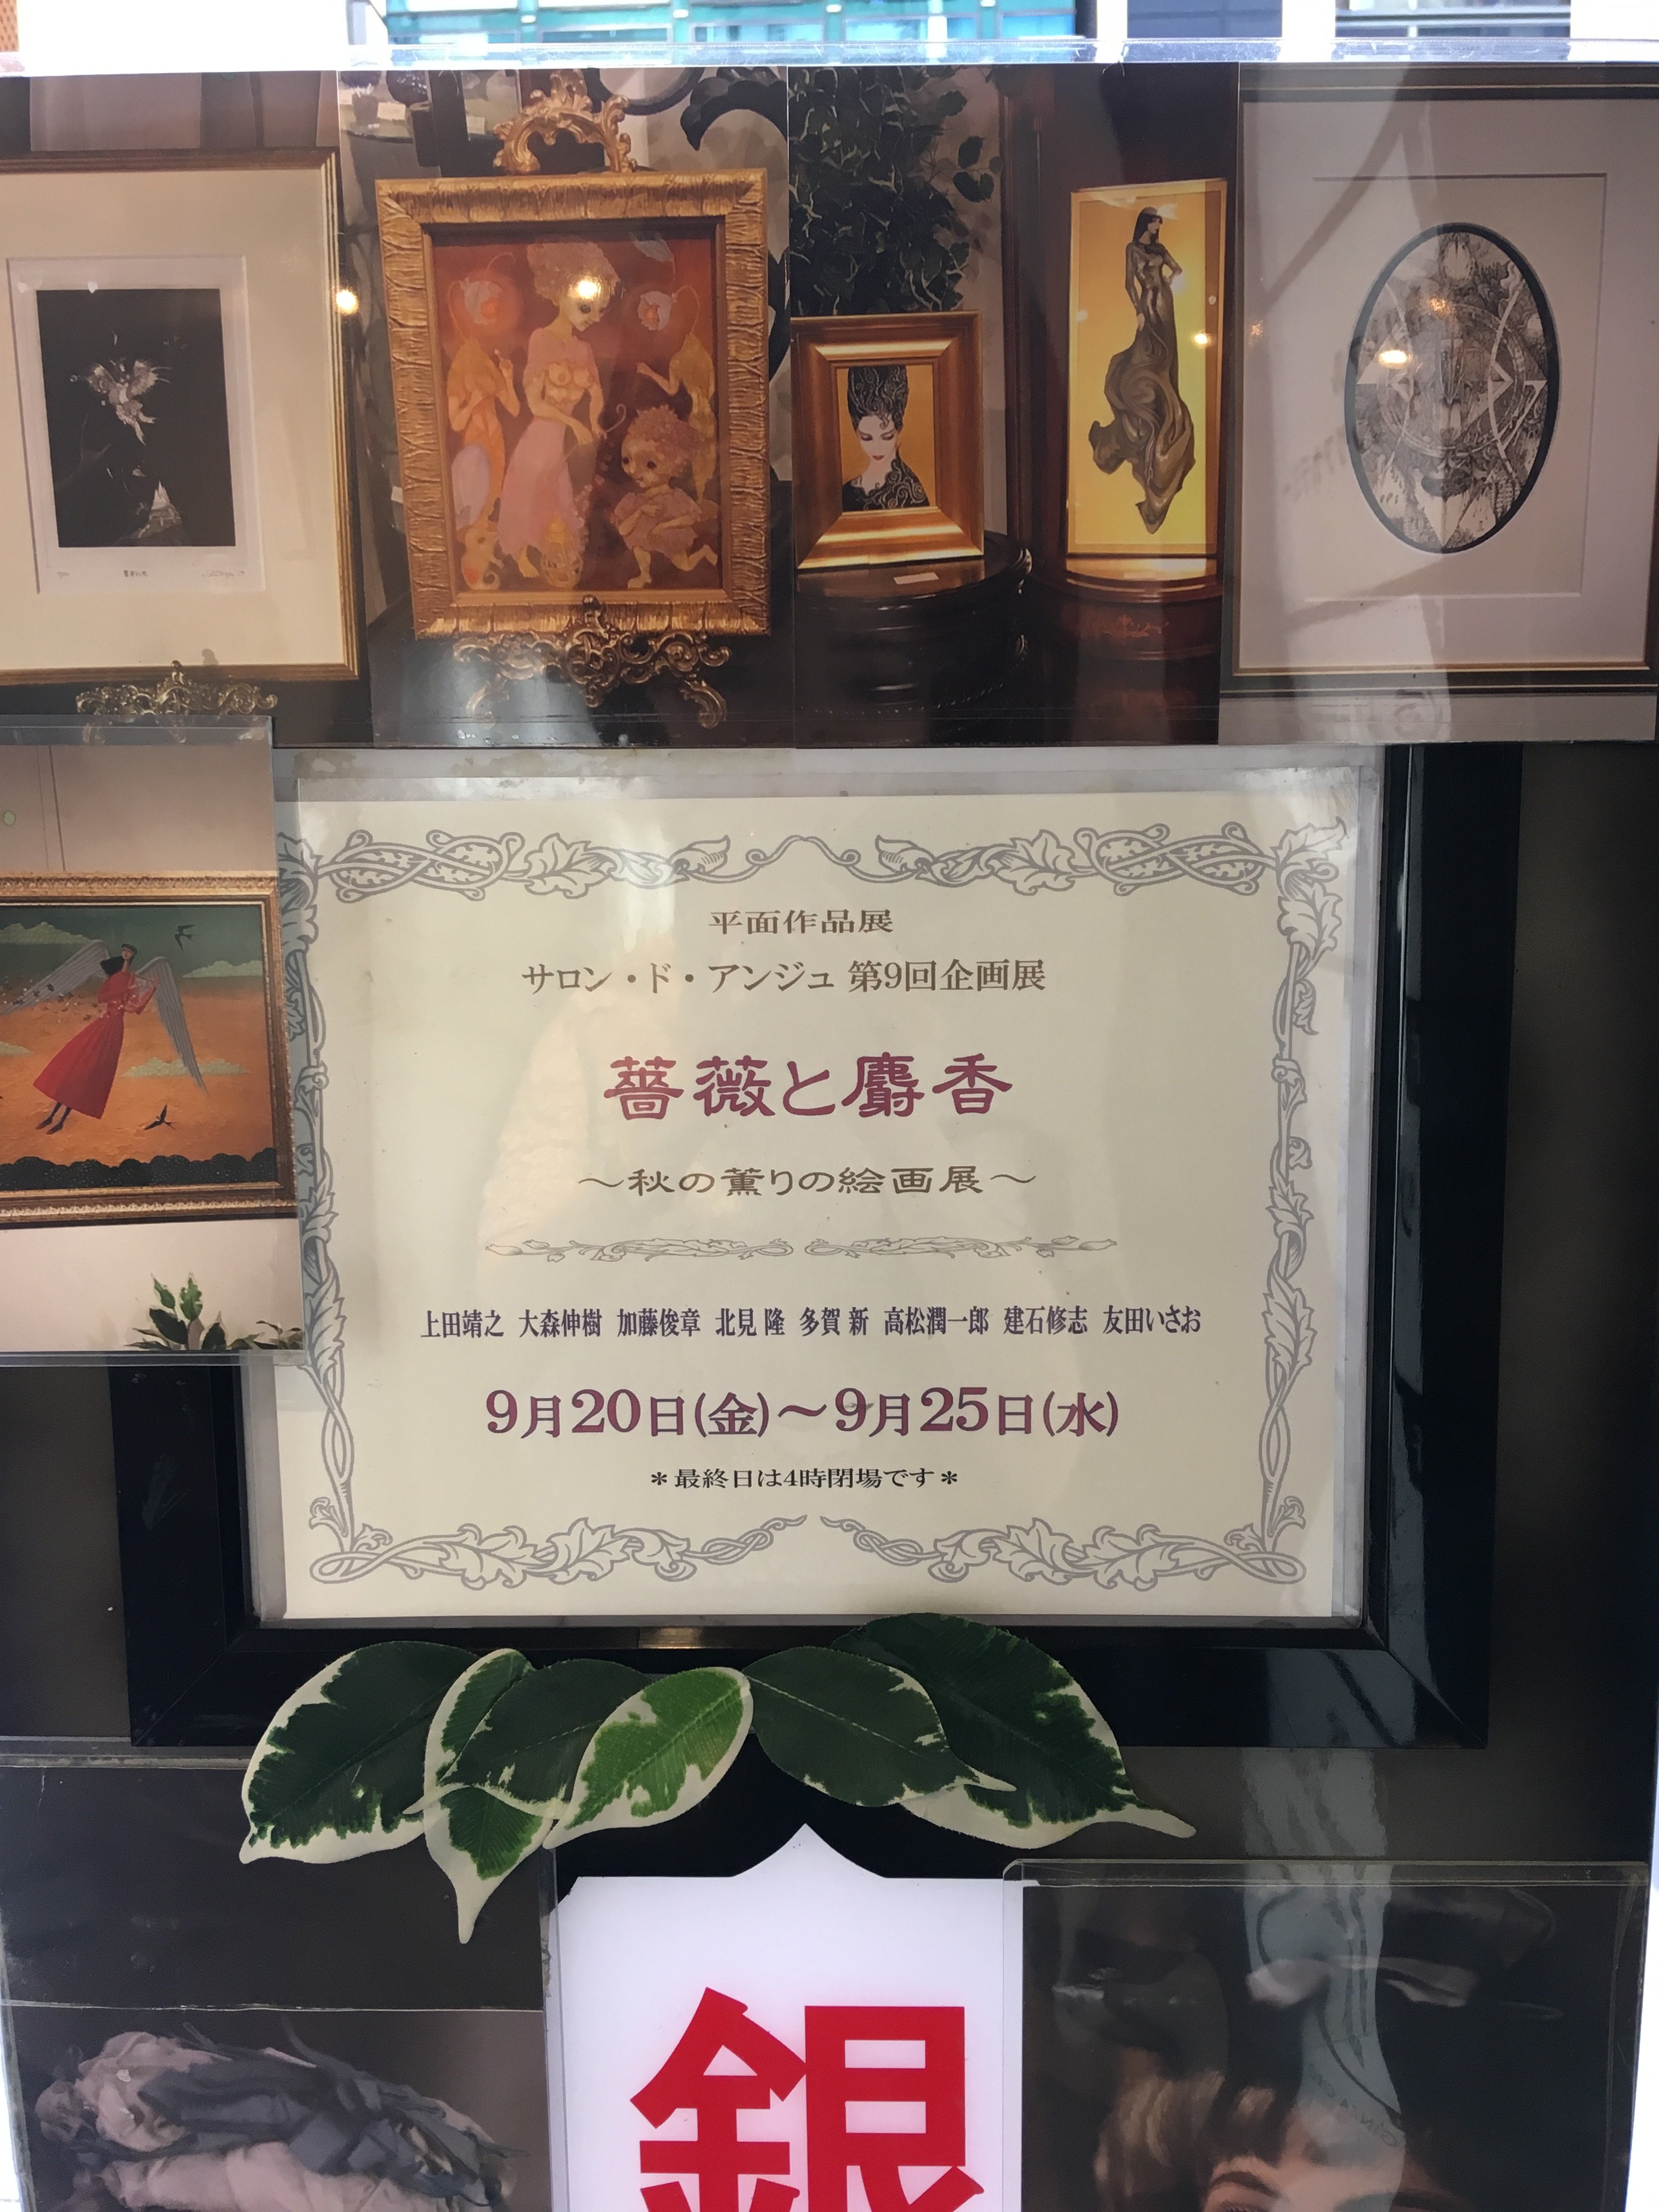 平面作品展
サロン・ド・アンジュ 第9回企画展
薔薇と麝香
～秋の薫りの絵画展～
上田靖之 大森伸樹 加藤俊章 北見 隆 多賀 新 高松潤一郎 建石修志 友田いさお
9月20日(金)～9月25日(水)
＊最終日は4時閉場です＊
銀